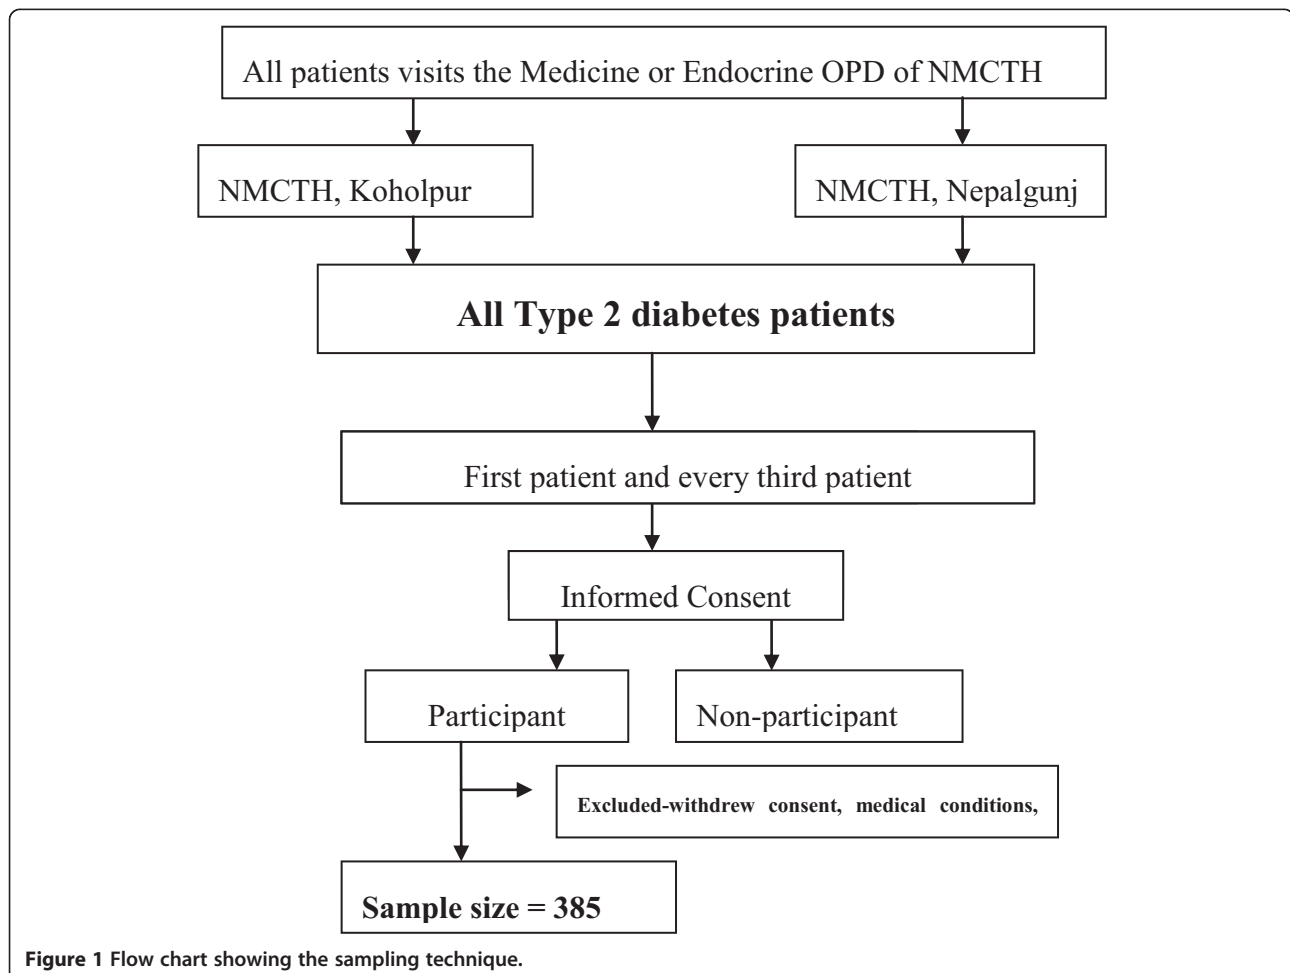 All patients visits the Medicine or Endocrine OPD of NMCTH
NMCTH, Koholpur
NMCTH, Nepalgunj
All Type 2 diabetes patients
First patient and every third patient
Informed Consent
Participant
Non-participant
Excluded-withdrew consent, medical conditions,
Sample size = 385
Figure 1 Flow chart showing the sampling technique.